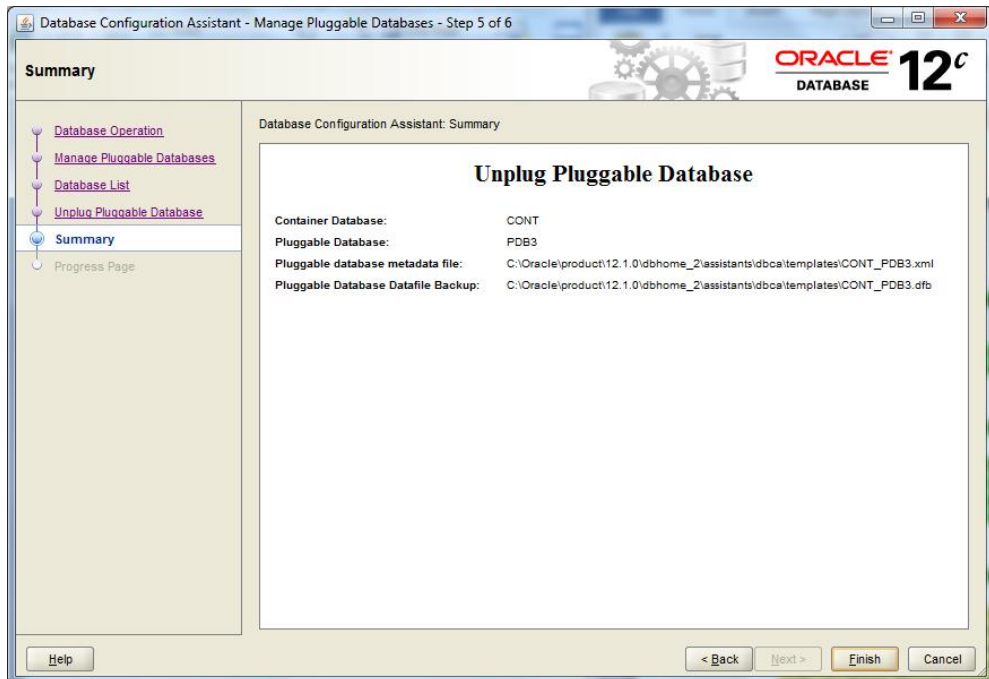 Database Configuration Assistant - Manage Pluggable Databases - Step 5 of 6
Summary
ORACLE
DATABASE
12c
Database Operation
Manage Pluggable Databases
Database List
Unplug Pluggable Database
Summary
Progress Page
Database Configuration Assistant: Summary
Unplug Pluggable Database
Container Database: CONT
Pluggable Database: PDB3
Pluggable database metadata file: C:\Oracle\product\12.1.0\dbhome_2\assistants\dbca\templates\CONT_PDB3.xml
Pluggable Database Datafile Backup: C:\Oracle\product\12.1.0\dbhome_2\assistants\dbca\templates\CONT_PDB3.dfb
Help
< Back
Next >
Finish
Cancel